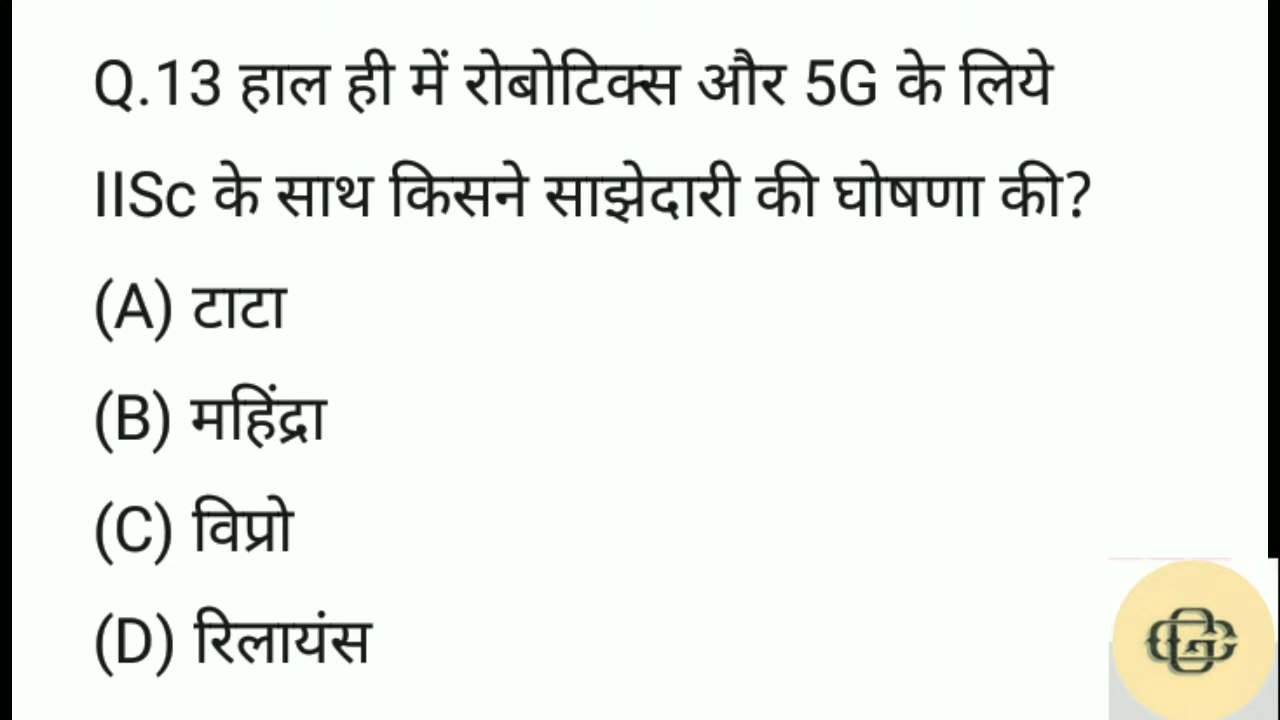 Q.13 हाल ही में रोबोटिक्स और 5G के लिये
IISc के साथ किसने साझेदारी की घोषणा की?
(A) टाटा
(B) महिंद्रा
(C) विप्रो
(D) रिलायंस